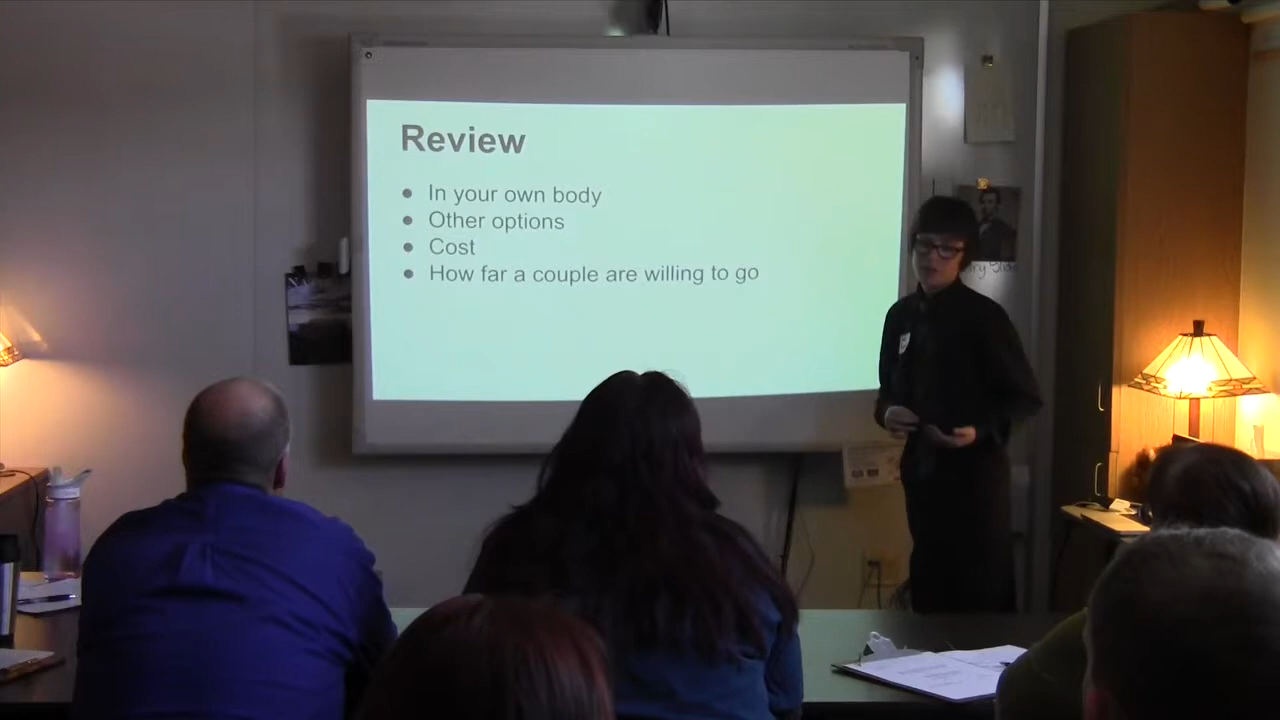 Review
● In your own body
● Other options
● Cost
● How far a couple are willing to go